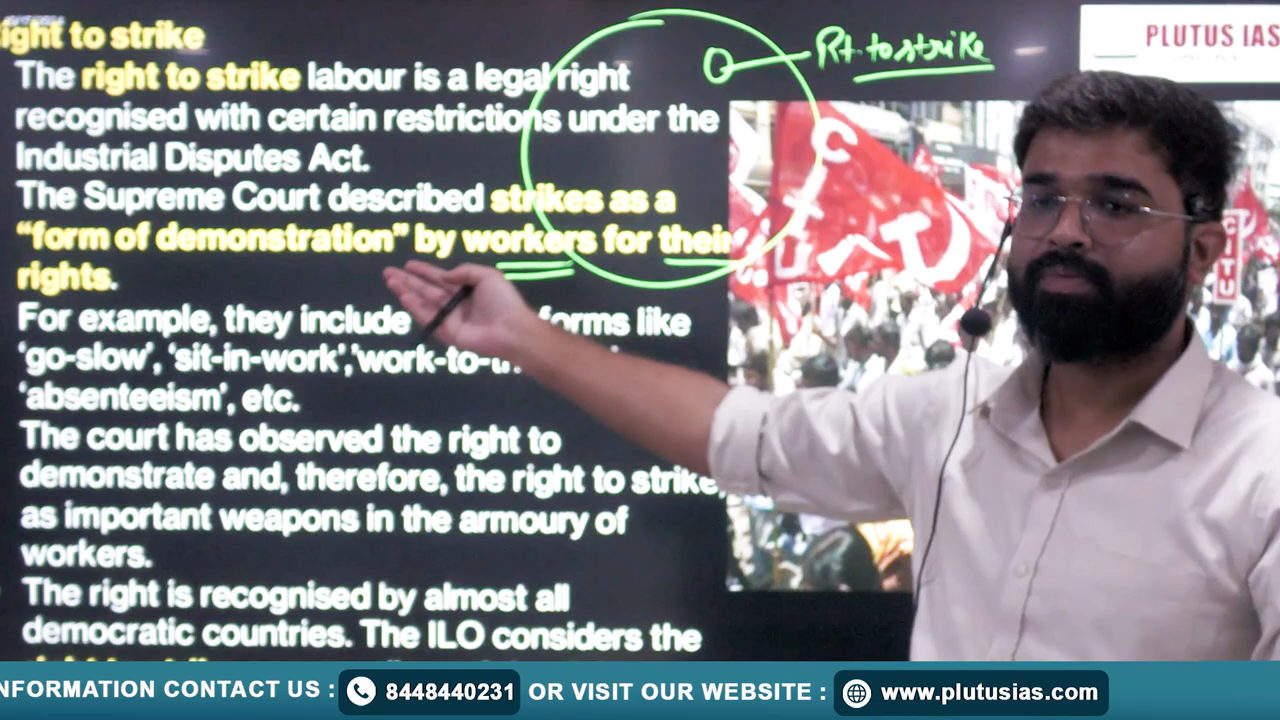 ight to strike
The right to strike labour is a legal right
recognised with certain restrictions under the
Industrial Disputes Act.
The Supreme Court described strikes as a
“form of demonstration” by workers for their
rights.
For example, they include forms like
‘go-slow’, ‘sit-in-work’,’work-to-
‘absenteeism’, etc.
The court has observed the right to
demonstrate and, therefore, the right to strike,
as important weapons in the armoury of
workers.
The right is recognised by almost all
democratic countries. The ILO considers the
Rt. to strike
PLUTUS IAS
CITU
CITU
NFORMATION CONTACT US : 8448440231 OR VISIT OUR WEBSITE : www.plutusias.com